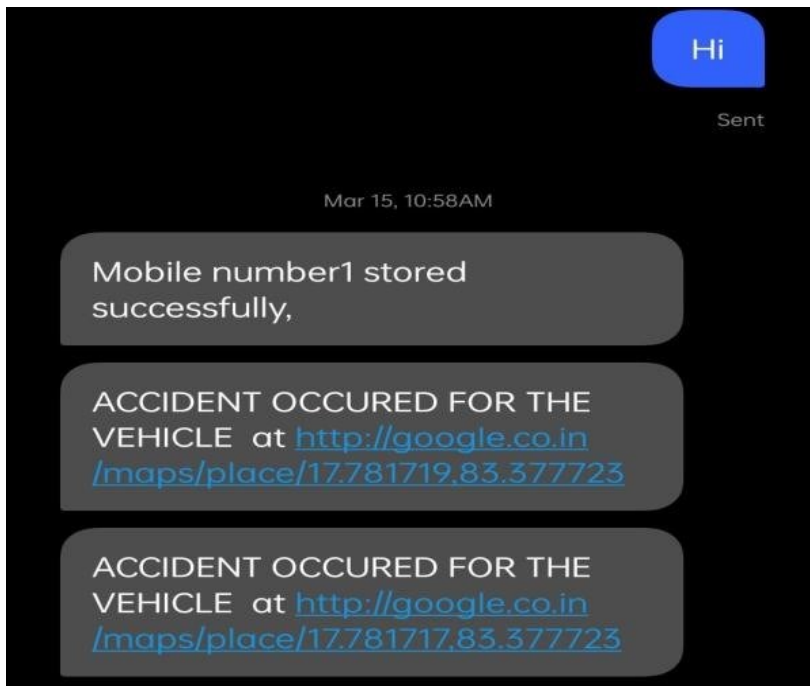 Hi
Sent
Mar 15, 10:58AM
Mobile number1 stored
successfully,
ACCIDENT OCCURED FOR THE
VEHICLE  at http://google.co.in
/maps/place/17.781719,83.377723
ACCIDENT OCCURED FOR THE
VEHICLE  at http://google.co.in
/maps/place/17.781717,83.377723